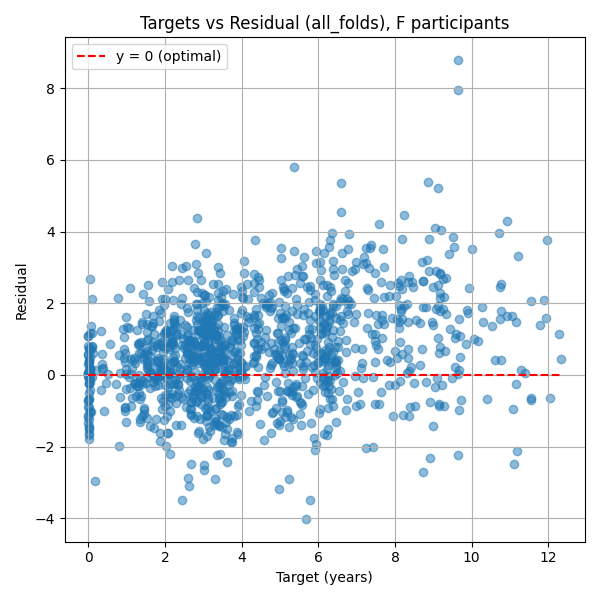 Targets vs Residual (all_folds), F participants
y = 0 (optimal)
8
6
4
2
0
−2
−4
Residual
0 2 4 6 8 10 12
Target (years)